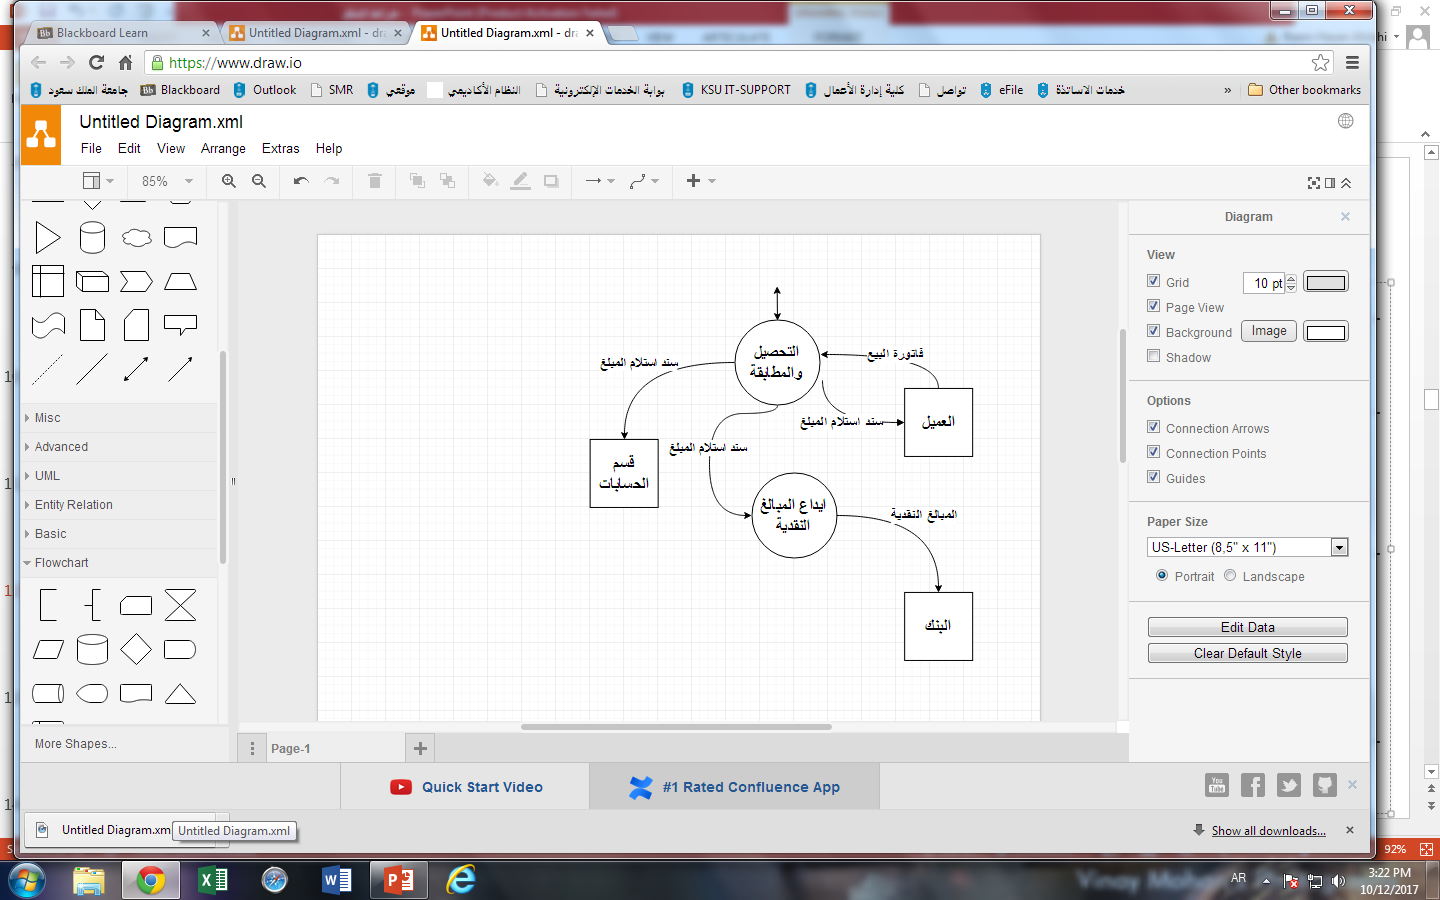 Blackboard Learn
Untitled Diagram.xml - dr
Untitled Diagram.xml - dr
https://www.draw.io
جامعة الملك سعود
Blackboard
Outlook
SMR
موقعي
النظام الأكاديمي
بوابة الخدمات الإلكترونية
KSU IT-SUPPORT
كلية إدارة الأعمال
تواصل
eFile
خدمات الاساتذة
»
Other bookmarks
Untitled Diagram.xml
File Edit View Arrange Extras Help
85%
Misc
Advanced
UML
Entity Relation
Basic
Flowchart
More Shapes...
التحصيل
والمطابقة
فاتورة البيع
سند استلام المبلغ
العميل
سند استلام المبلغ
سند استلام المبلغ
قسم
الحسابات
ايداع المبالغ
النقدية
المبالغ النقدية
البنك
Diagram
View
Grid
10 pt
Page View
Background
Image
Shadow
Options
Connection Arrows
Connection Points
Guides
Paper Size
US-Letter (8,5" x 11")
Portrait
Landscape
Edit Data
Clear Default Style
Page-1
Quick Start Video
#1 Rated Confluence App
You
Tube
Untitled Diagram.xm
Untitled Diagram.xml
Show all downloads...
92%
AR
3:22 PM
10/12/2017